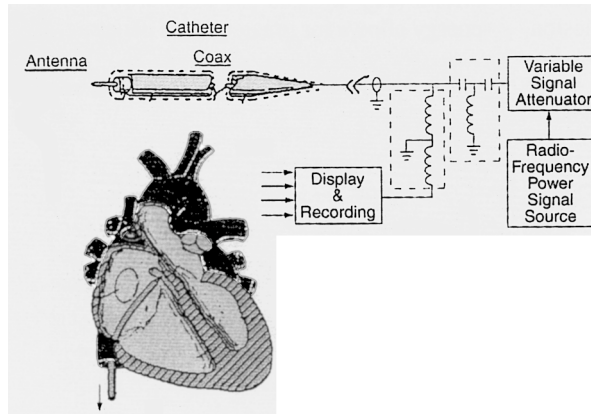 Catheter
Antenna
Coax
Variable
Signal
Attenuator
Display
&
Recording
Radio-
Frequency
Power
Signal
Source